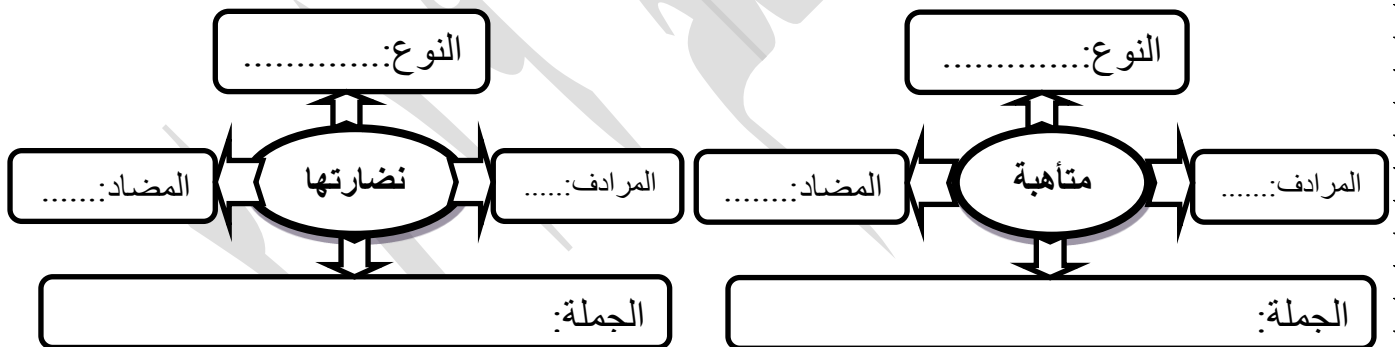 النوع:.............
النوع:.............
المرادف:....... متأهبة المضاد:........
المرادف:..... نضارتها المضاد:.......
الجملة:
الجملة: